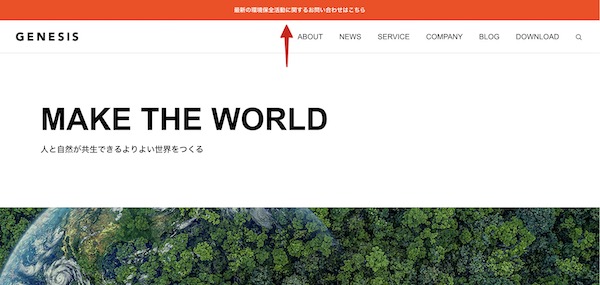 最新の環境保全活動に関するお問い合わせはこちら
GENESIS
ABOUT NEWS SERVICE COMPANY BLOG DOWNLOAD
MAKE THE WORLD
人と自然が共生できるよりよい世界をつくる